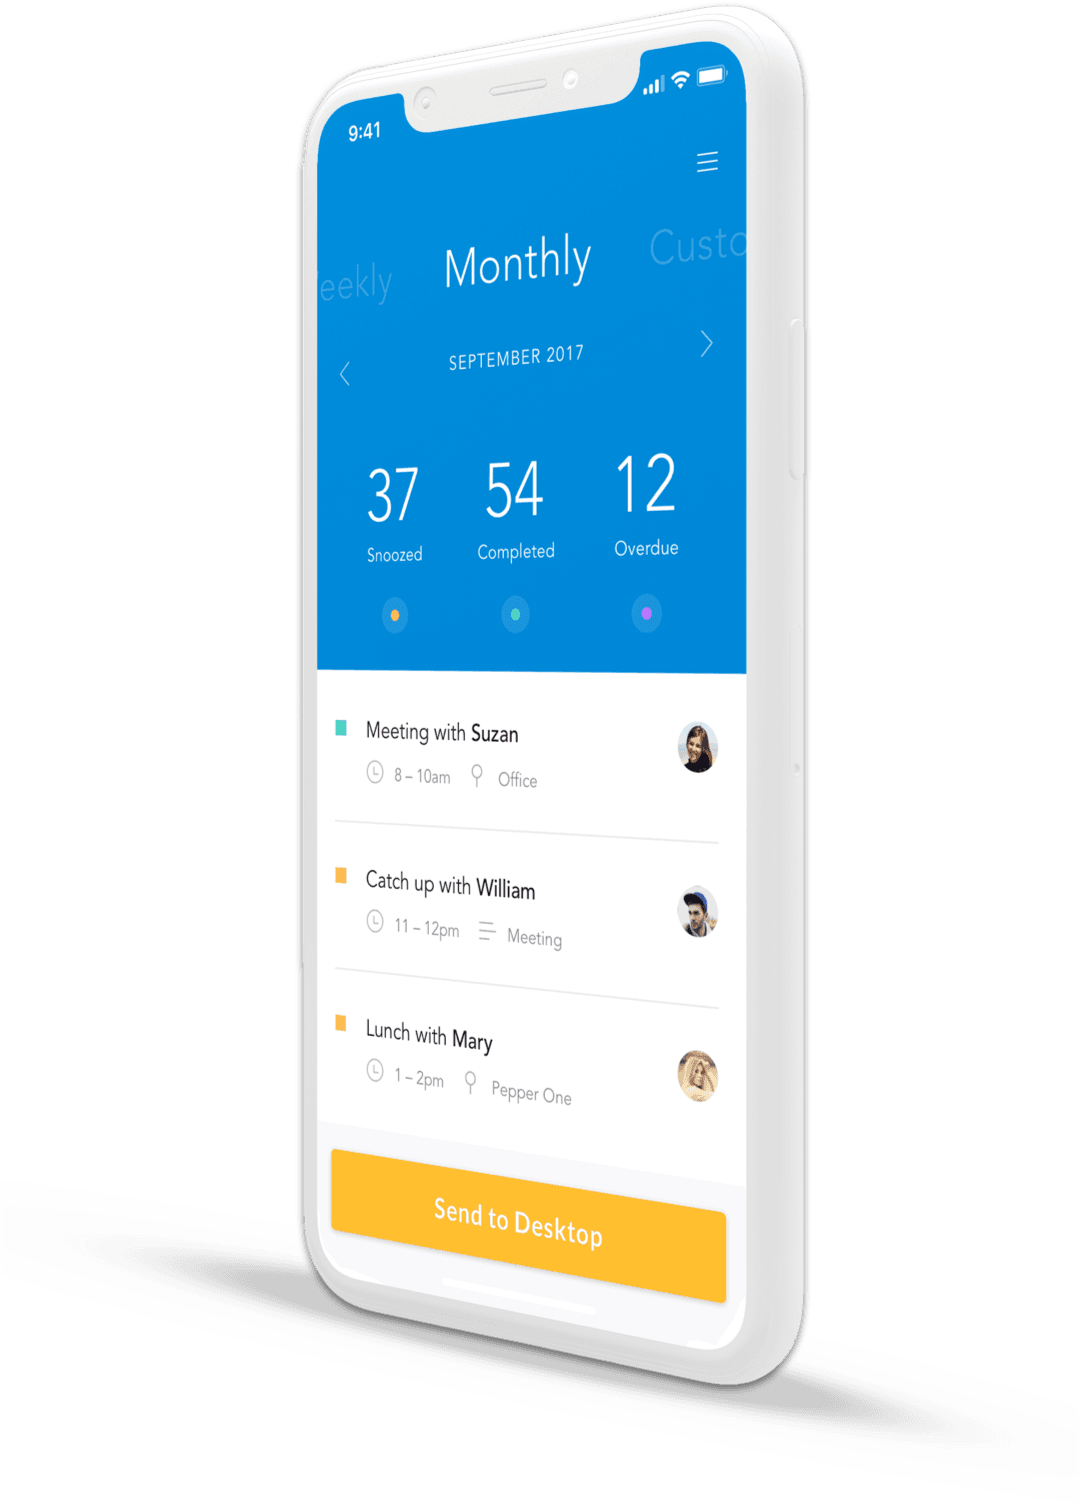 9:41
eekly
Monthly
Custo
SEPTEMBER 2017
37
54
12
Snoozed
Completed
Overdue
Meeting with Suzan
8 – 10am
Office
Catch up with William
11 – 12pm
Meeting
Lunch with Mary
1 – 2pm
Pepper One
Send to Desktop